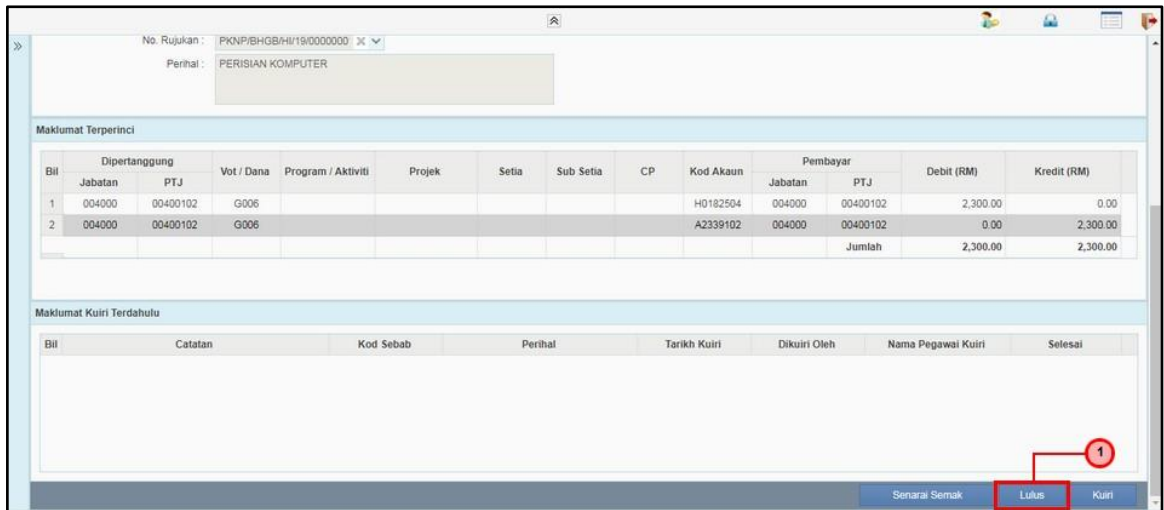 No. Rujukan : PKNP/BHGB/HI/19/0000000
Perihal : PERISIAN KOMPUTER
Maklumat Terperinci
Bil Dipertanggung Vot / Dana Program / Aktiviti Projek Setia Sub Setia CP Kod Akaun Pembayar Debit (RM) Kredit (RM)
Jabatan PTJ Jabatan PTJ
1 004000 00400102 G006 H0182504 004000 00400102 2,300.00 0.00
2 004000 00400102 G006 A2339102 004000 00400102 0.00 2,300.00
Jumlah 2,300.00 2,300.00
Maklumat Kuiri Terdahulu
Bil Catatan Kod Sebab Perihal Tarikh Kuiri Dikuiri Oleh Nama Pegawai Kuiri Selesai
1
Senarai Semak Lulus Kuiri